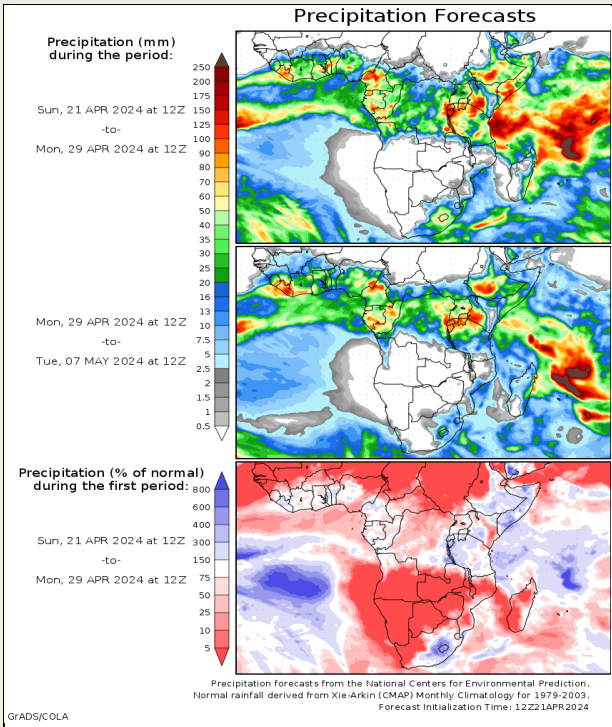 Precipitation Forecasts
Precipitation (mm)
during the period:
250
200
175
150
125
100
90
80
70
60
50
40
35
30
25
20
16
13
10
7.5
5
2.5
2
1.5
1
0.5
Sun, 21 APR 2024 at 12Z
-to-
Mon, 29 APR 2024 at 12Z
Mon, 29 APR 2024 at 12Z
-to-
Tue, 07 MAY 2024 at 12Z
Precipitation (% of normal)
during the first period:
800
600
400
300
150
75
50
25
10
5
Sun, 21 APR 2024 at 12Z
-to-
Mon, 29 APR 2024 at 12Z
Precipitation forecasts from the National Centers for Environmental Prediction.
Normal rainfall derived from Xie-Arkin (CMAP) Monthly Climatology for 1979-2003.
Forecast Initialization Time: 12Z21APR2024
GrADS/COLA